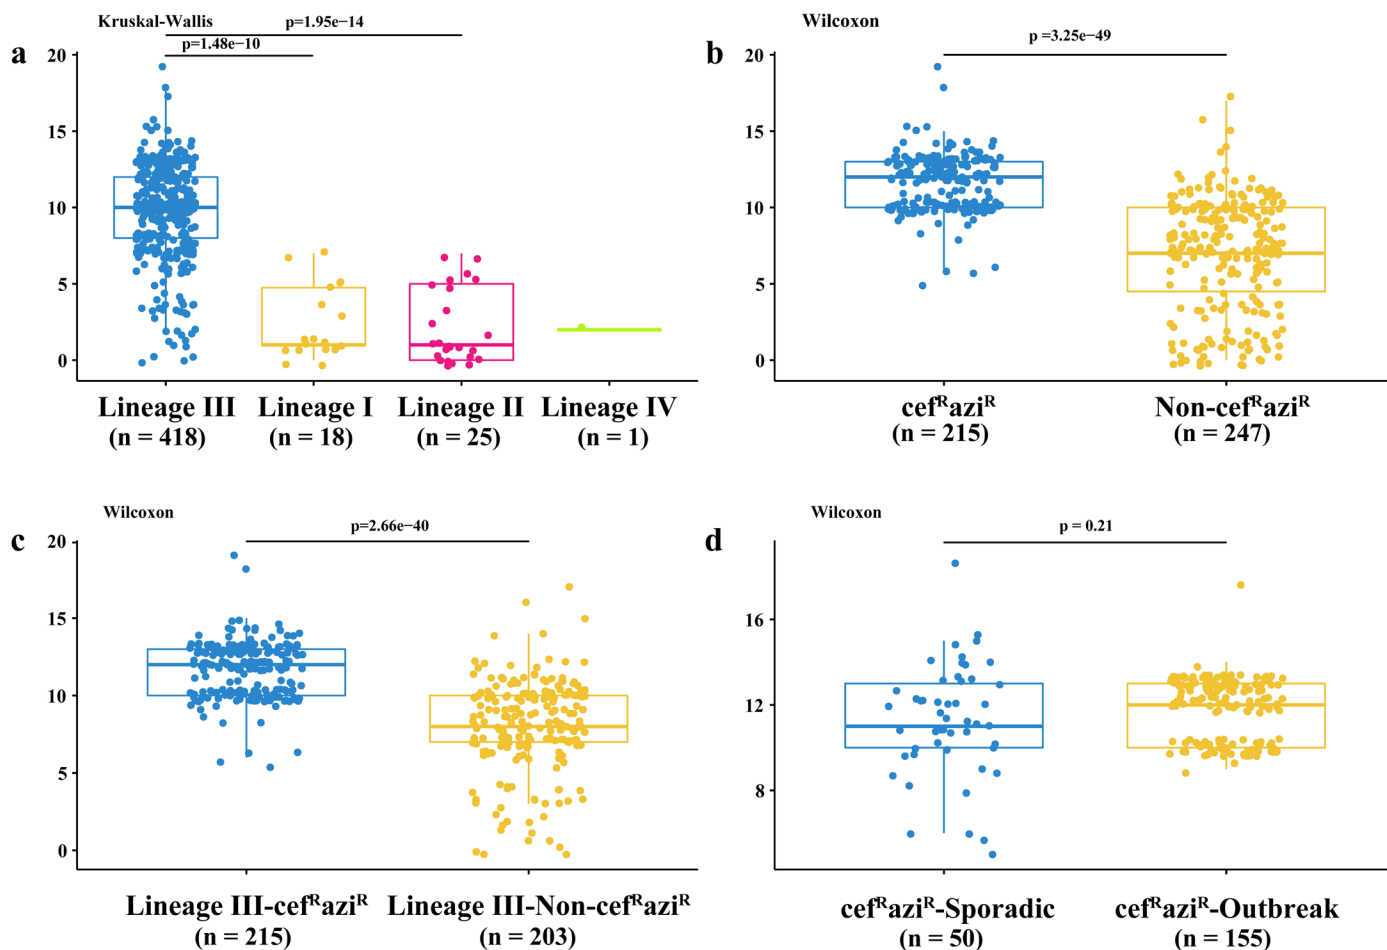 a
Kruskal-Wallis
p=1.95e−14
p=1.48e−10
20
15
10
5
0
Lineage III
(n = 418)
Lineage I
(n = 18)
Lineage II
(n = 25)
Lineage IV
(n = 1)
b
Wilcoxon
p =3.25e−49
20
15
10
5
0
cefᴿaziᴿ
(n = 215)
Non-cefᴿaziᴿ
(n = 247)
c
Wilcoxon
p=2.66e−40
20
15
10
5
0
Lineage III-cefᴿaziᴿ
(n = 215)
Lineage III-Non-cefᴿaziᴿ
(n = 203)
d
Wilcoxon
p = 0.21
16
12
8
cefᴿaziᴿ-Sporadic
(n = 50)
cefᴿaziᴿ-Outbreak
(n = 155)